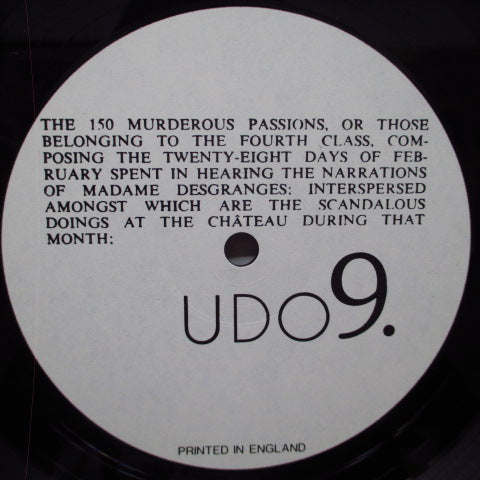 THE 150 MURDEROUS PASSIONS, OR THOSE
BELONGING TO THE FOURTH CLASS, COM-
POSING THE TWENTY-EIGHT DAYS OF FEB-
RUARY SPENT IN HEARING THE NARRATIONS
OF MADAME DESGRANGES; INTERSPERSED
AMONGST WHICH ARE THE SCANDALOUS
DOINGS AT THE CHÂTEAU DURING THAT
MONTH:
UDO 9.
PRINTED IN ENGLAND